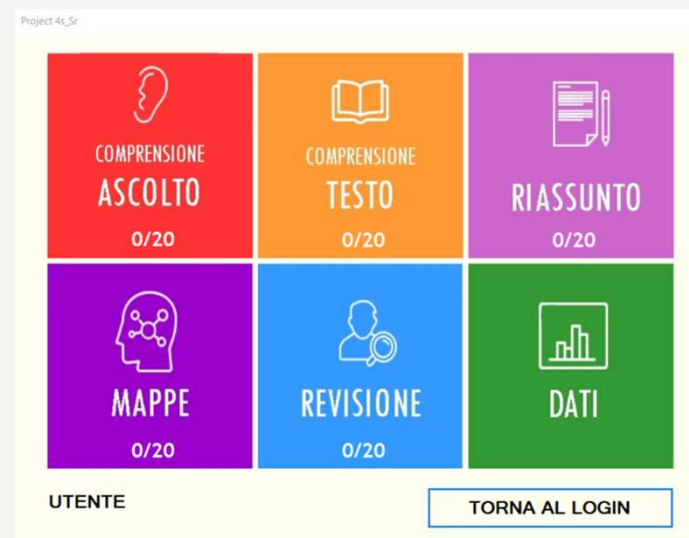 Project 4s_Sr
COMPRENSIONE
ASCOLTO
0/20
COMPRENSIONE
TESTO
0/20
RIASSUNTO
0/20
MAPPE
0/20
REVISIONE
0/20
DATI
UTENTE
TORNA AL LOGIN